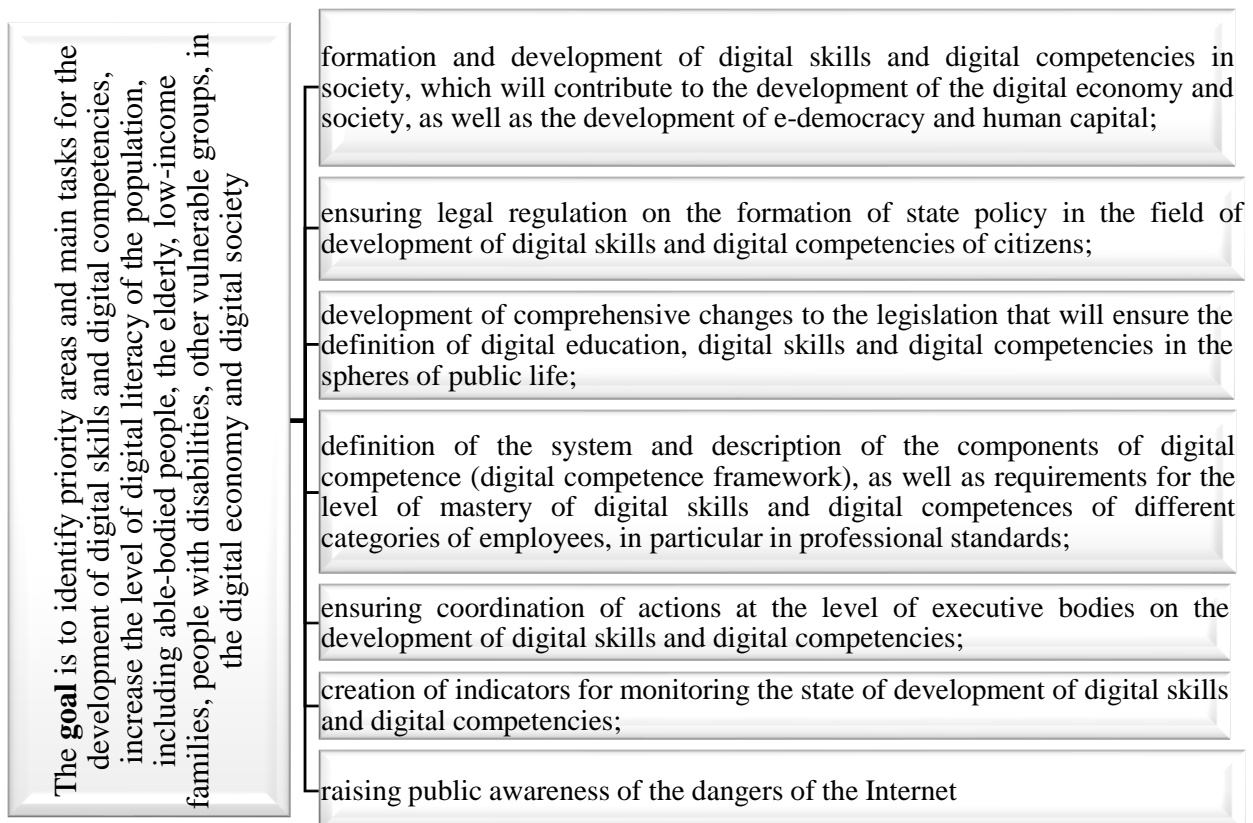 The goal is to identify priority areas and main tasks for the
development of digital skills and digital competencies,
increase the level of digital literacy of the population,
including able-bodied people, the elderly, low-income
families, people with disabilities, other vulnerable groups, in
the digital economy and digital society
formation and development of digital skills and digital competencies in
society, which will contribute to the development of the digital economy and
society, as well as the development of e-democracy and human capital;
ensuring legal regulation on the formation of state policy in the field of
development of digital skills and digital competencies of citizens;
development of comprehensive changes to the legislation that will ensure the
definition of digital education, digital skills and digital competencies in the
spheres of public life;
definition of the system and description of the components of digital
competence (digital competence framework), as well as requirements for the
level of mastery of digital skills and digital competences of different
categories of employees, in particular in professional standards;
ensuring coordination of actions at the level of executive bodies on the
development of digital skills and digital competencies;
creation of indicators for monitoring the state of development of digital skills
and digital competencies;
raising public awareness of the dangers of the Internet